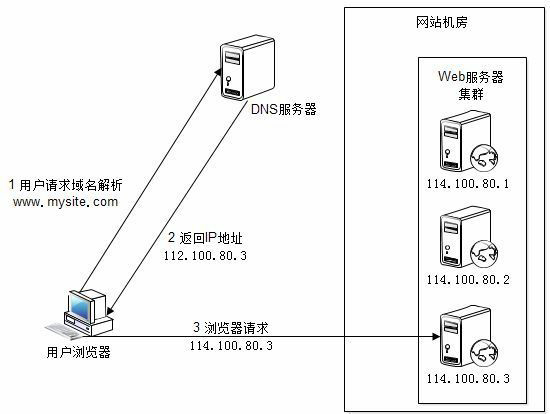 网站机房
Web服务器
集群
DNS服务器
114.100.80.1
1 用户请求域名解析
www.mysite.com
2 返回IP地址
112.100.80.3
114.100.80.2
3 浏览器请求
114.100.80.3
用户浏览器
114.100.80.3